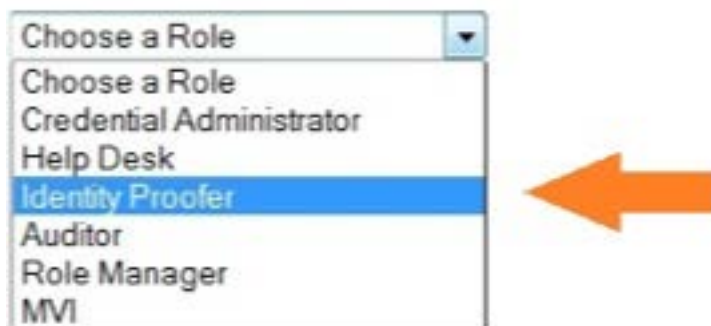 Choose a Role
Choose a Role
Credential Administrator
Help Desk
Identity Proofer
Auditor
Role Manager
MVI